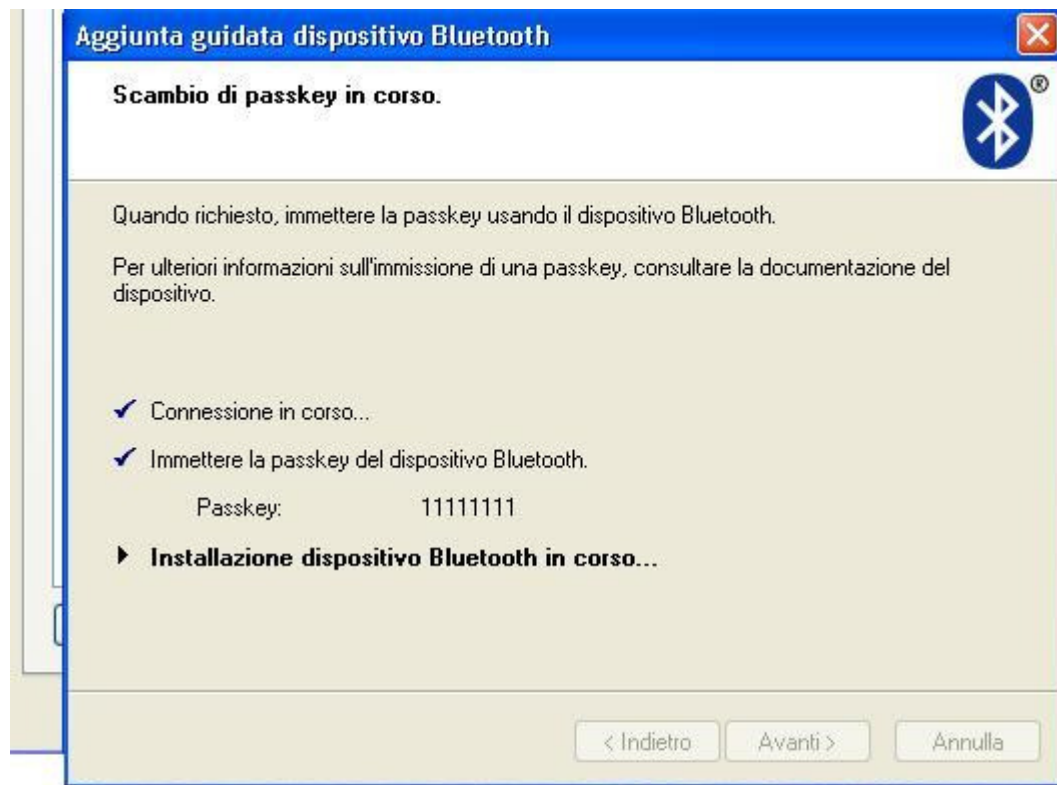 Aggiunta guidata dispositivo Bluetooth
Scambio di passkey in corso.
®
Quando richiesto, immettere la passkey usando il dispositivo Bluetooth.
Per ulteriori informazioni sull'immissione di una passkey, consultare la documentazione del
dispositivo.
Connessione in corso...
Immettere la passkey del dispositivo Bluetooth.
Passkey: 11111111
Installazione dispositivo Bluetooth in corso...
< Indietro Avanti > Annulla